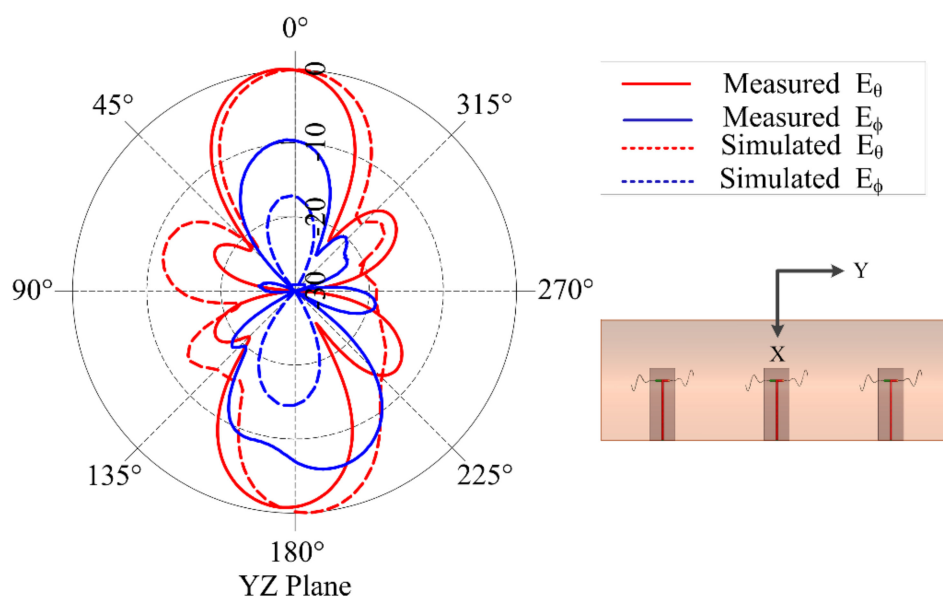 0°
45°
315°
0
-10
-20
-30
90°
270°
135°
225°
180°
YZ Plane
Measured Eθ
Measured Eϕ
Simulated Eθ
Simulated Eϕ
Y
X